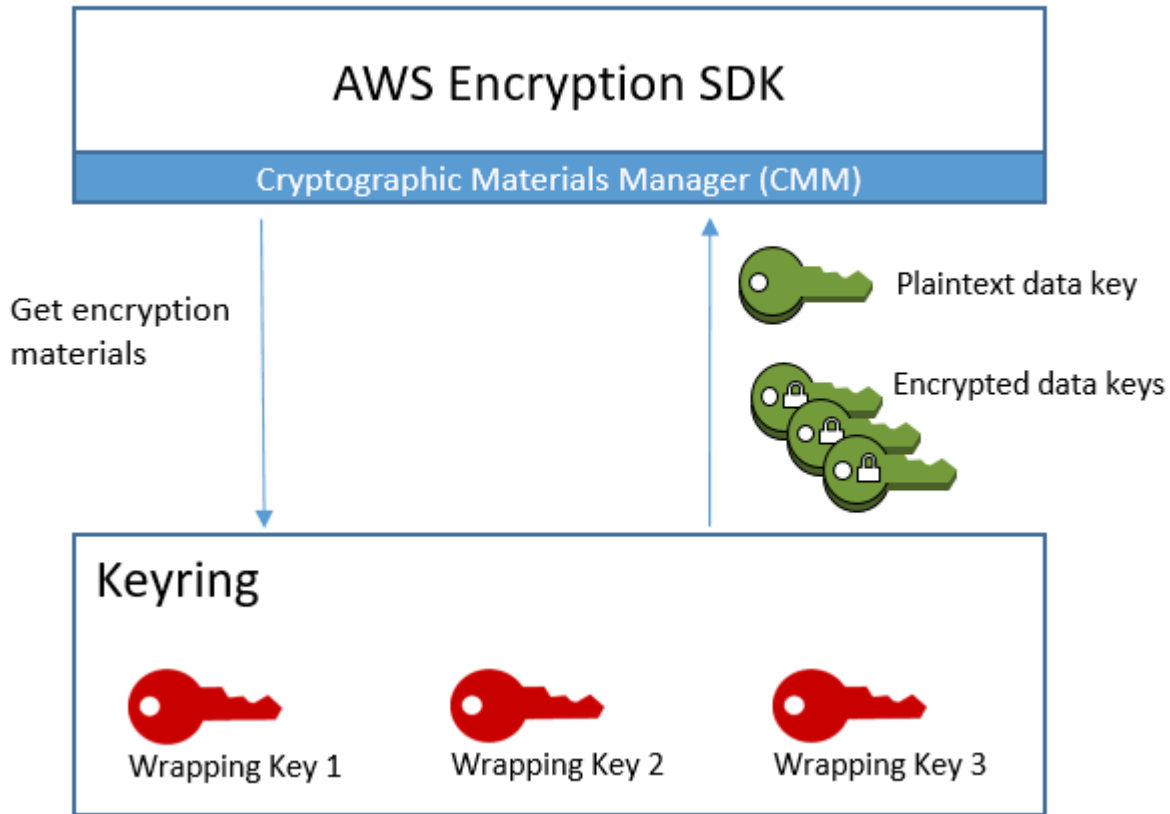 AWS Encryption SDK
Cryptographic Materials Manager (CMM)
Get encryption
materials
Plaintext data key
Encrypted data keys
Keyring
Wrapping Key 1
Wrapping Key 2
Wrapping Key 3